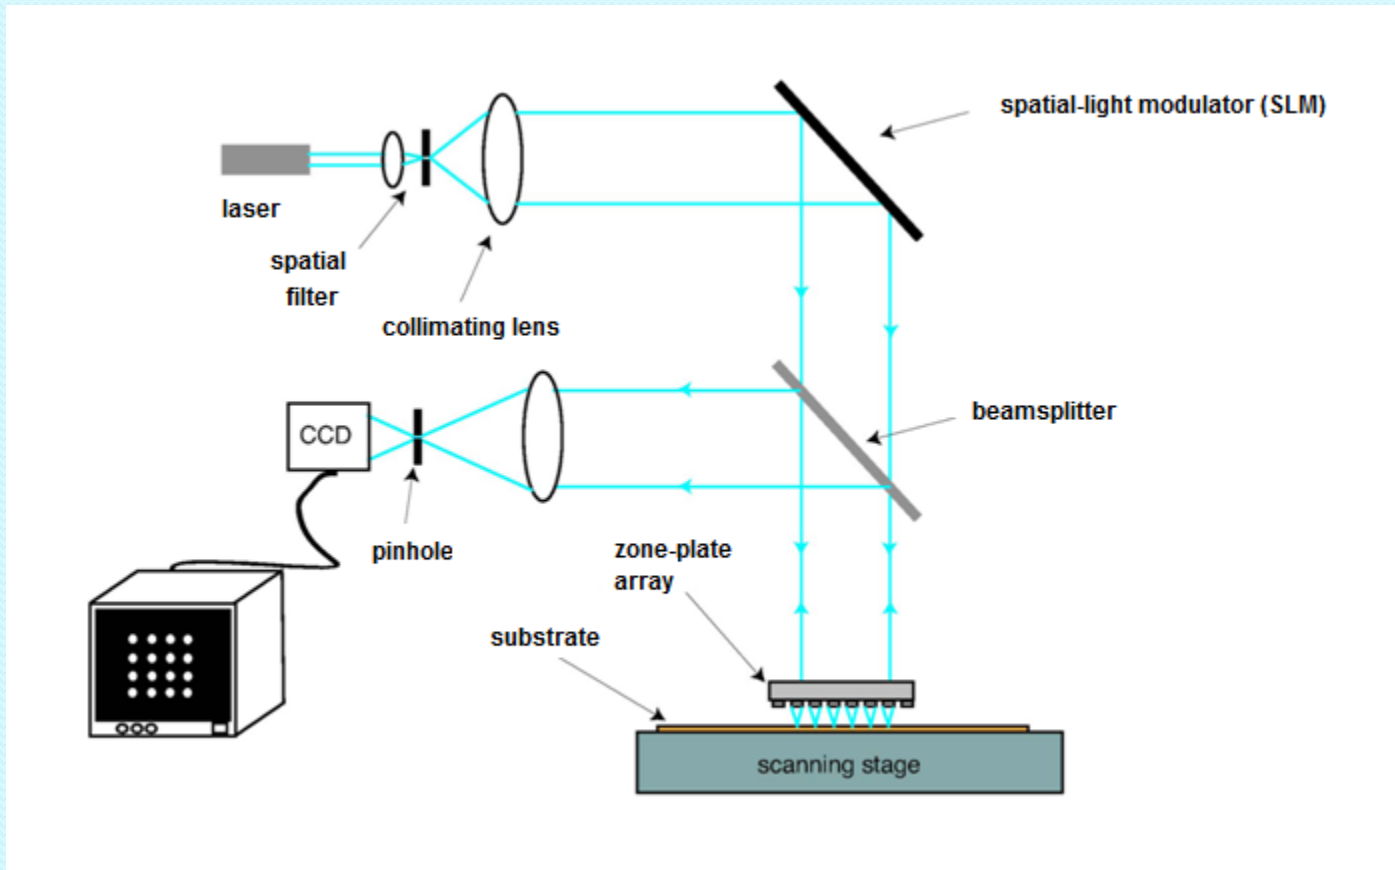 spatial-light modulator (SLM)
laser
spatial
filter
collimating lens
beamsplitter
CCD
pinhole
zone-plate
array
substrate
scanning stage